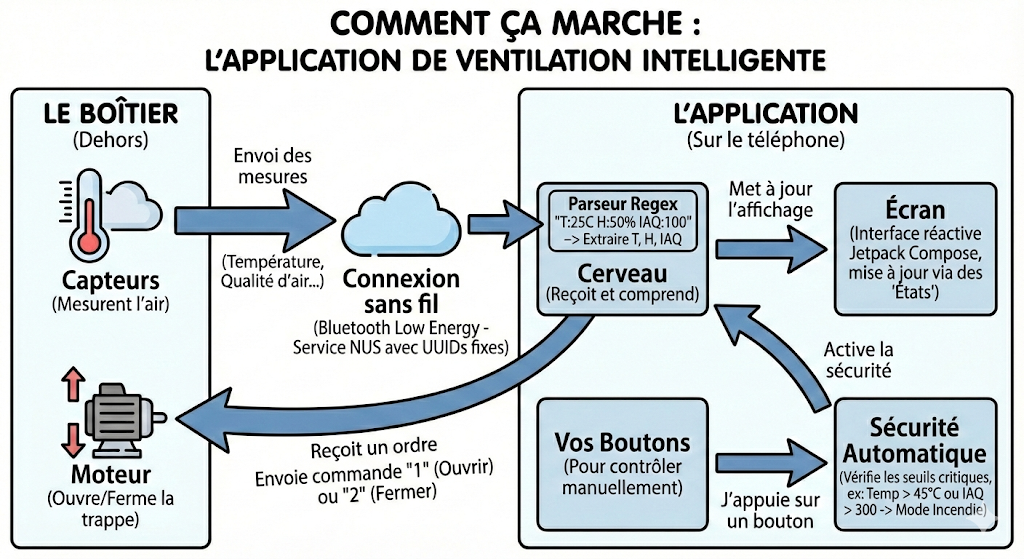 COMMENT ÇA MARCHE :
L'APPLICATION DE VENTILATION INTELLIGENTE
LE BOÎTIER
(Dehors)
Capteurs
(Mesurent l'air)
Moteur
(Ouvre/Ferme la
trappe)
Envoi des
mesures
(Température,
Qualité d'air...)
Connexion
sans fil
(Bluetooth Low Energy -
Service NUS avec UUIDs fixes)
Reçoit un ordre
Envoie commande "1" (Ouvrir)
ou "2" (Fermer)
L'APPLICATION
(Sur le téléphone)
Parseur Regex
"T:25C H:50% IAQ:100"
–> Extraire T, H, IAQ
Cerveau
(Reçoit et comprend)
Met à jour
l'affichage
Écran
(Interface réactive
Jetpack Compose,
mise à jour via des
'États')
Active la
sécurité
Vos Boutons
(Pour contrôler
manuellement)
J'appuie sur
un bouton
Sécurité
Automatique
(Vérifie les seuils critiques,
ex: Temp > 45°C ou IAQ
> 300 -> Mode Incendie)